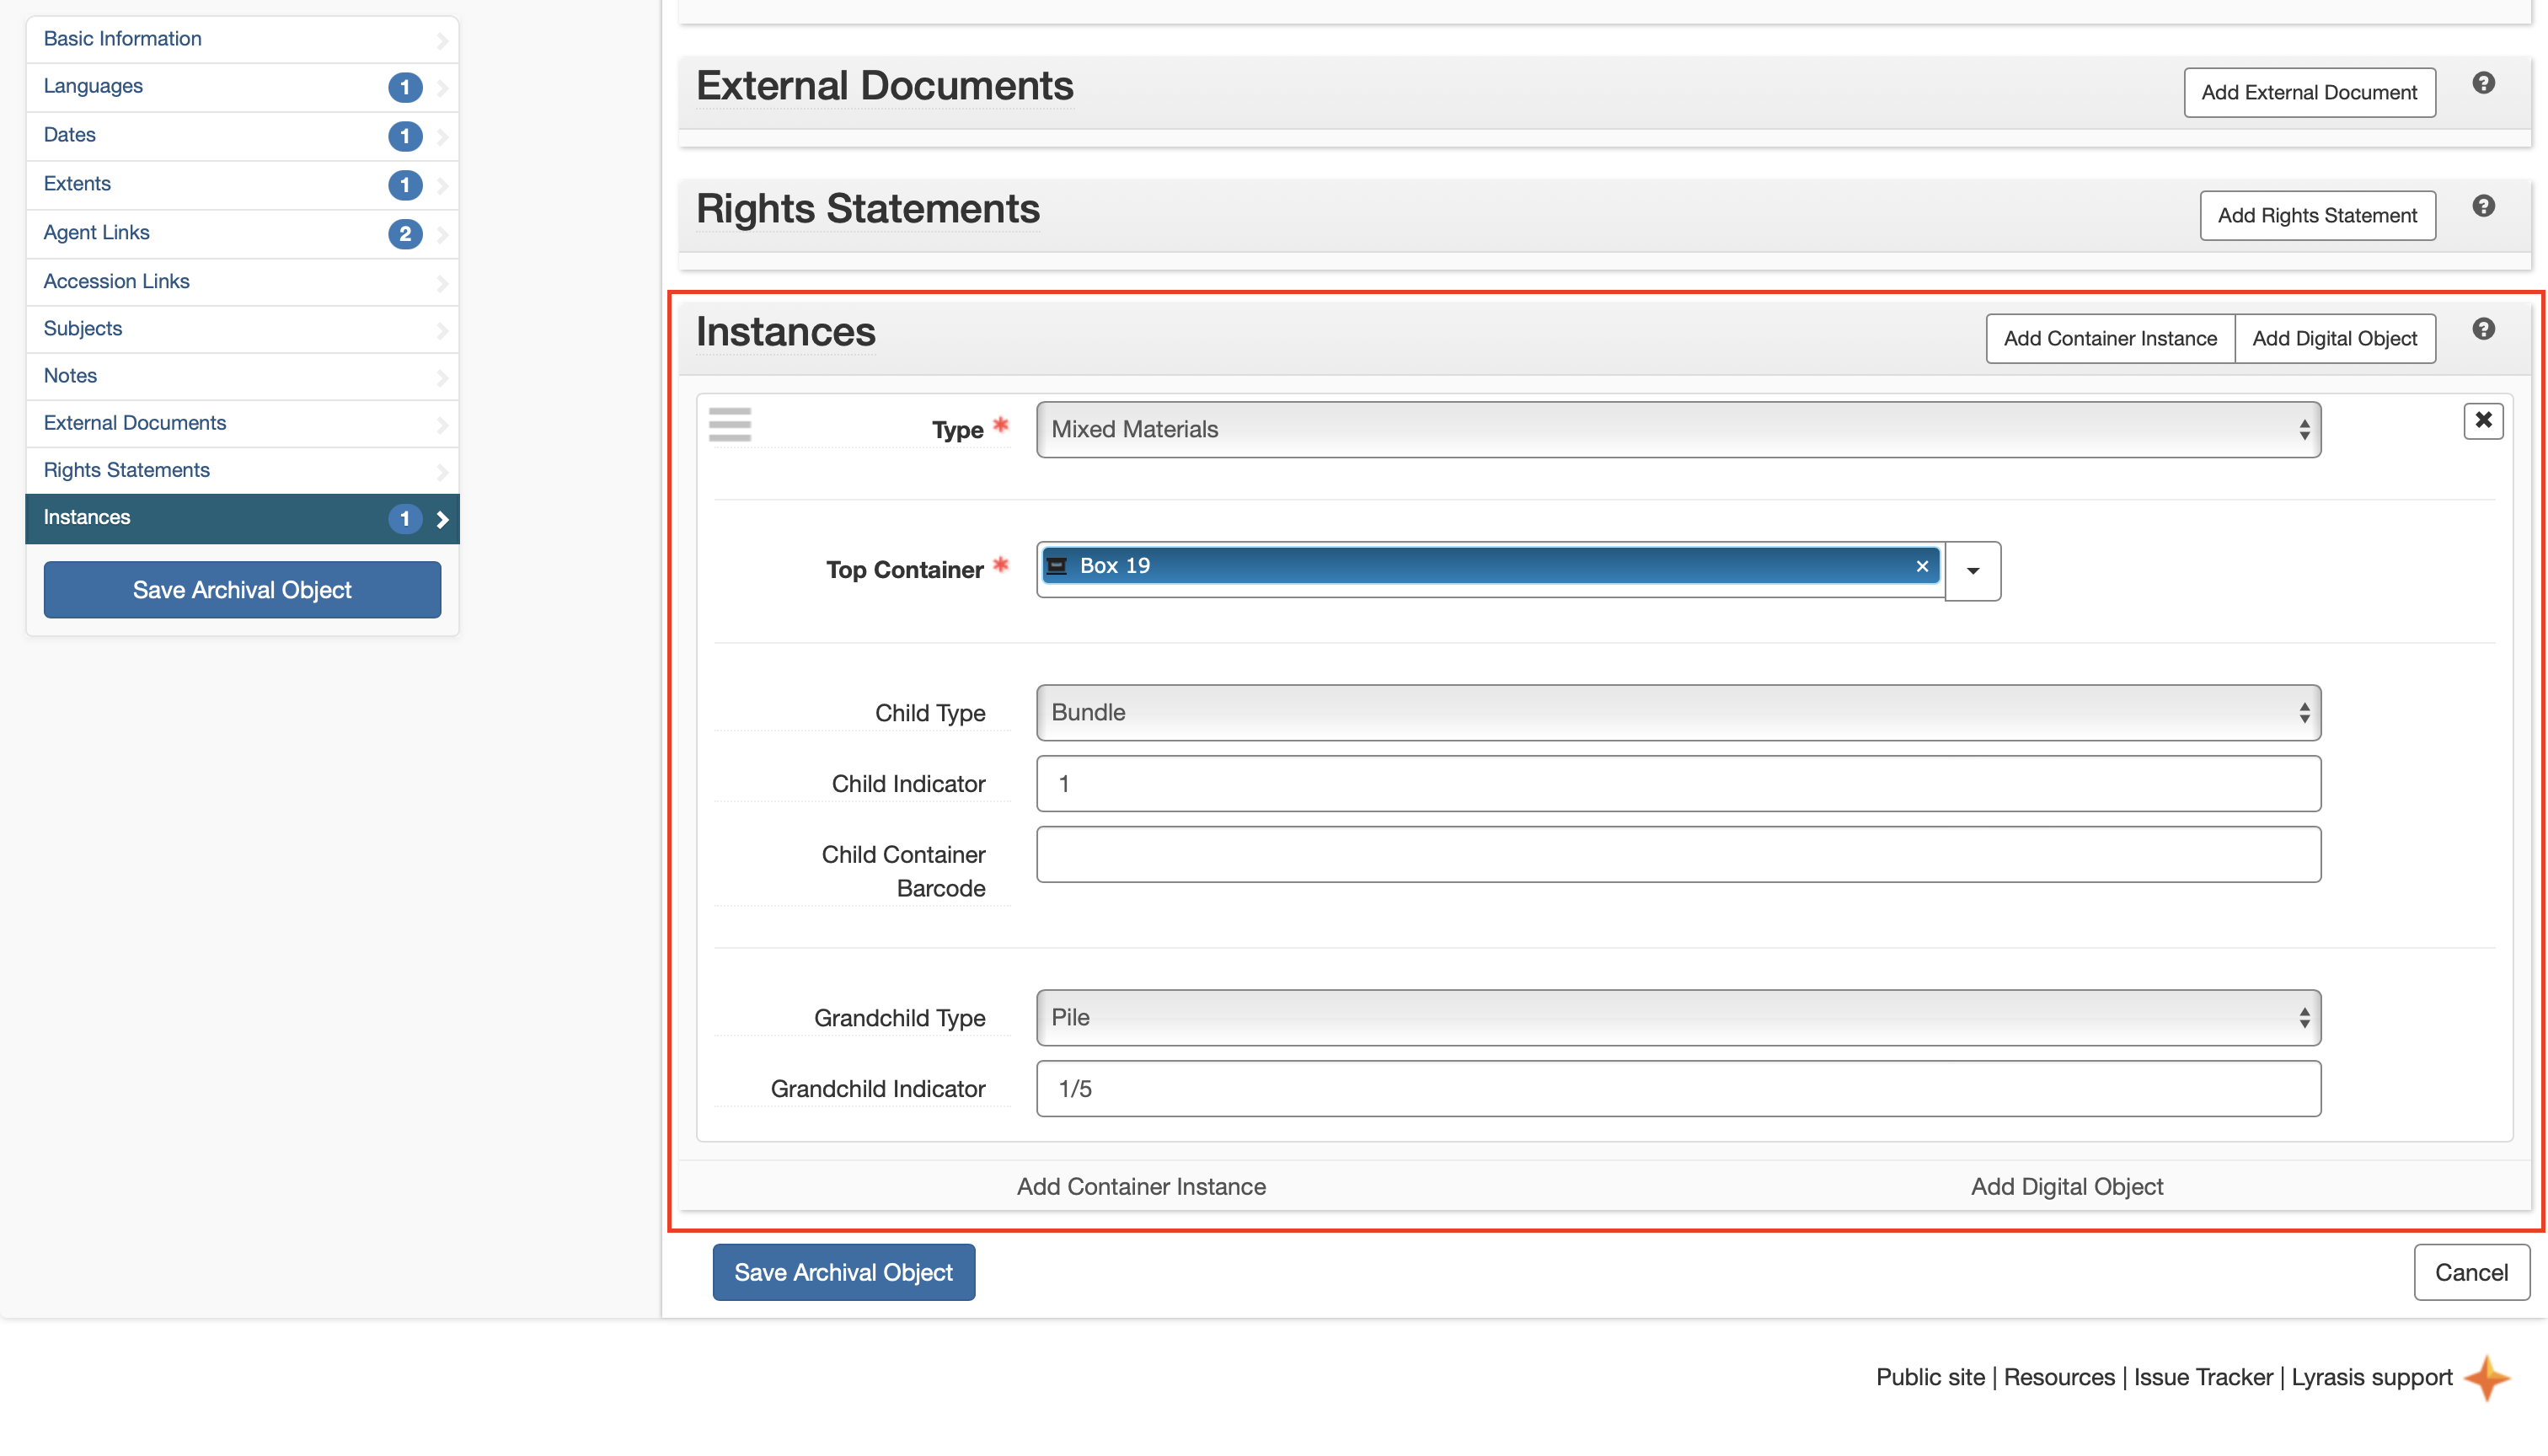 Basic Information
Languages 1
Dates 1
Extents 1
Agent Links 2
Accession Links
Subjects
Notes
External Documents
Rights Statements
Instances 1
Save Archival Object
External Documents
Add External Document
Rights Statements
Add Rights Statement
Instances
Add Container Instance
Add Digital Object
Type *
Mixed Materials
Top Container *
Box 19 ×
Child Type
Bundle
Child Indicator
1
Child Container
Barcode
Grandchild Type
Pile
Grandchild Indicator
1/5
Add Container Instance
Add Digital Object
Save Archival Object
Cancel
Public site | Resources | Issue Tracker | Lyrasis support